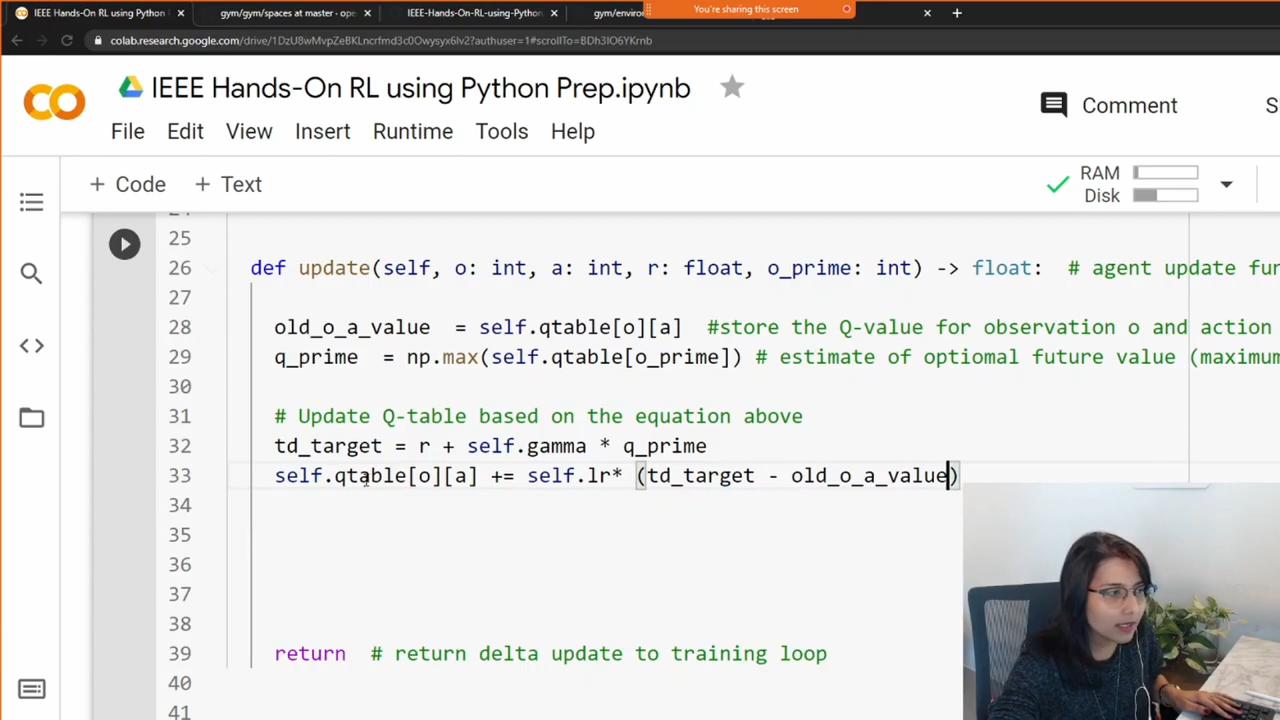 You're sharing this screen
IEEE Hands-On RL using Python
gym/gym/spaces at master · ope
IEEE-Hands-On-RL-using-Python-
gym/enviro
colab.research.google.com/drive/1DzU8wMvpZeBKLncrfmd3c0Owysyx6lv2?authuser=1#scrollTo=BDh3IO6YKrnb
IEEE Hands-On RL using Python Prep.ipynb
Comment
S
File Edit View Insert Runtime Tools Help
+ Code + Text
RAM
Disk
25
26 def update(self, o: int, a: int, r: float, o_prime: int) -> float: # agent update fun
27
28 old_o_a_value = self.qtable[o][a] #store the Q-value for observation o and action
29 q_prime = np.max(self.qtable[o_prime]) # estimate of optiomal future value (maximum
30
31 # Update Q-table based on the equation above
32 td_target = r + self.gamma * q_prime
33 self.qtable[o][a] += self.lr* (td_target - old_o_a_value)
34
35
36
37
38
39 return # return delta update to training loop
40
41